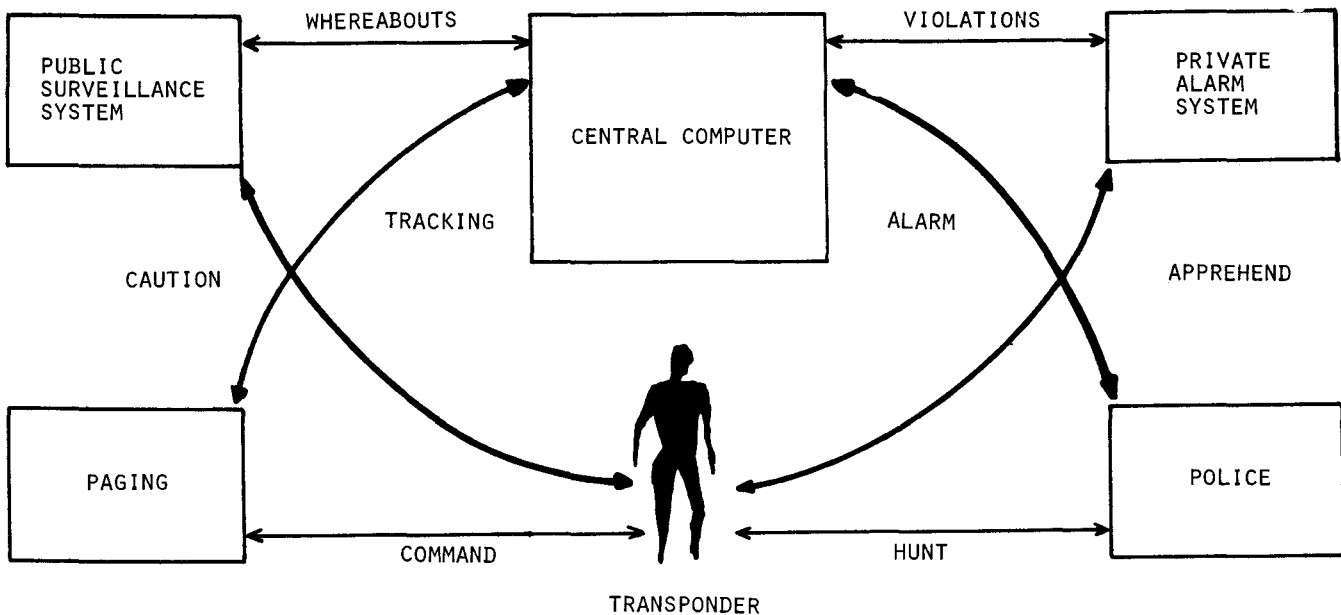 WHEREABOUTS
VIOLATIONS
PUBLIC
SURVEILLANCE
SYSTEM
CENTRAL COMPUTER
PRIVATE
ALARM
SYSTEM
TRACKING
ALARM
CAUTION
APPREHEND
PAGING
POLICE
COMMAND
HUNT
TRANSPONDER